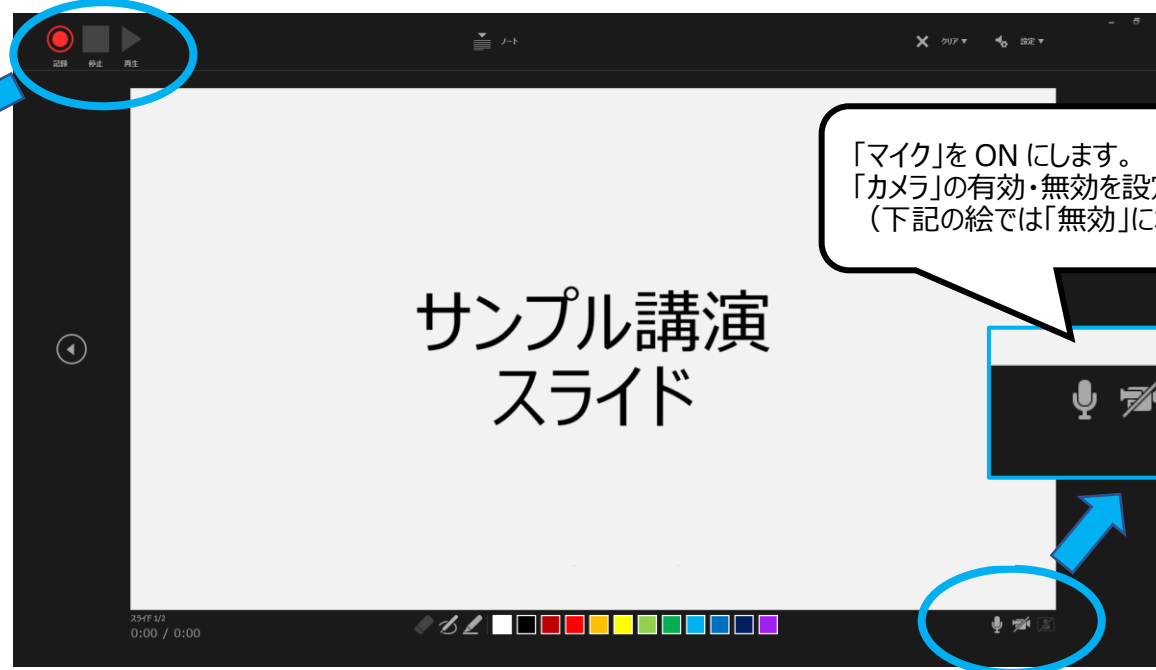 記録 停止 再生
ノート
クリア 設定
「マイク」を ON にします。
「カメラ」の有効・無効を設
（下記の絵では「無効」に
サンプル講演
スライド
スライド 1/2
0:00 / 0:00